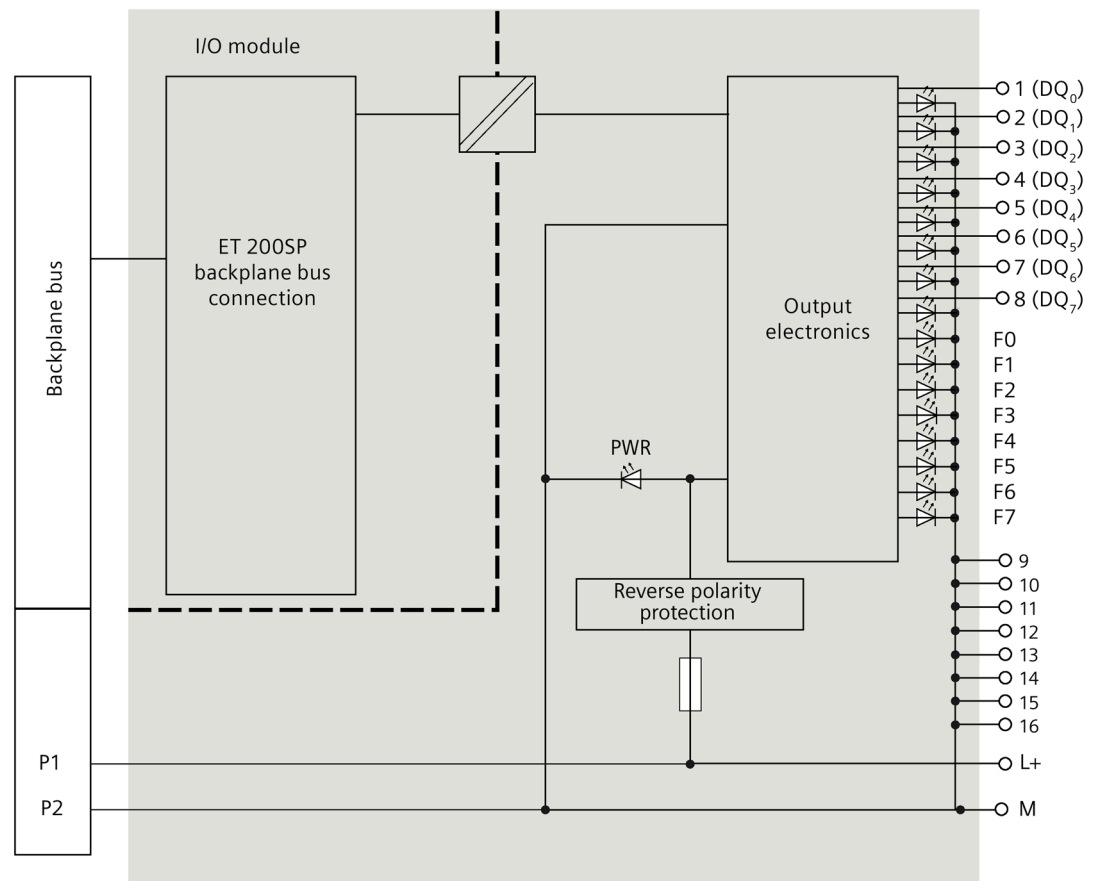 I/O module
Backplane bus
ET 200SP
backplane bus
connection
Output
electronics
PWR
Reverse polarity
protection
P1
P2
1 (DQ0)
2 (DQ1)
3 (DQ2)
4 (DQ3)
5 (DQ4)
6 (DQ5)
7 (DQ6)
8 (DQ7)
F0
F1
F2
F3
F4
F5
F6
F7
9
10
11
12
13
14
15
16
L+
M